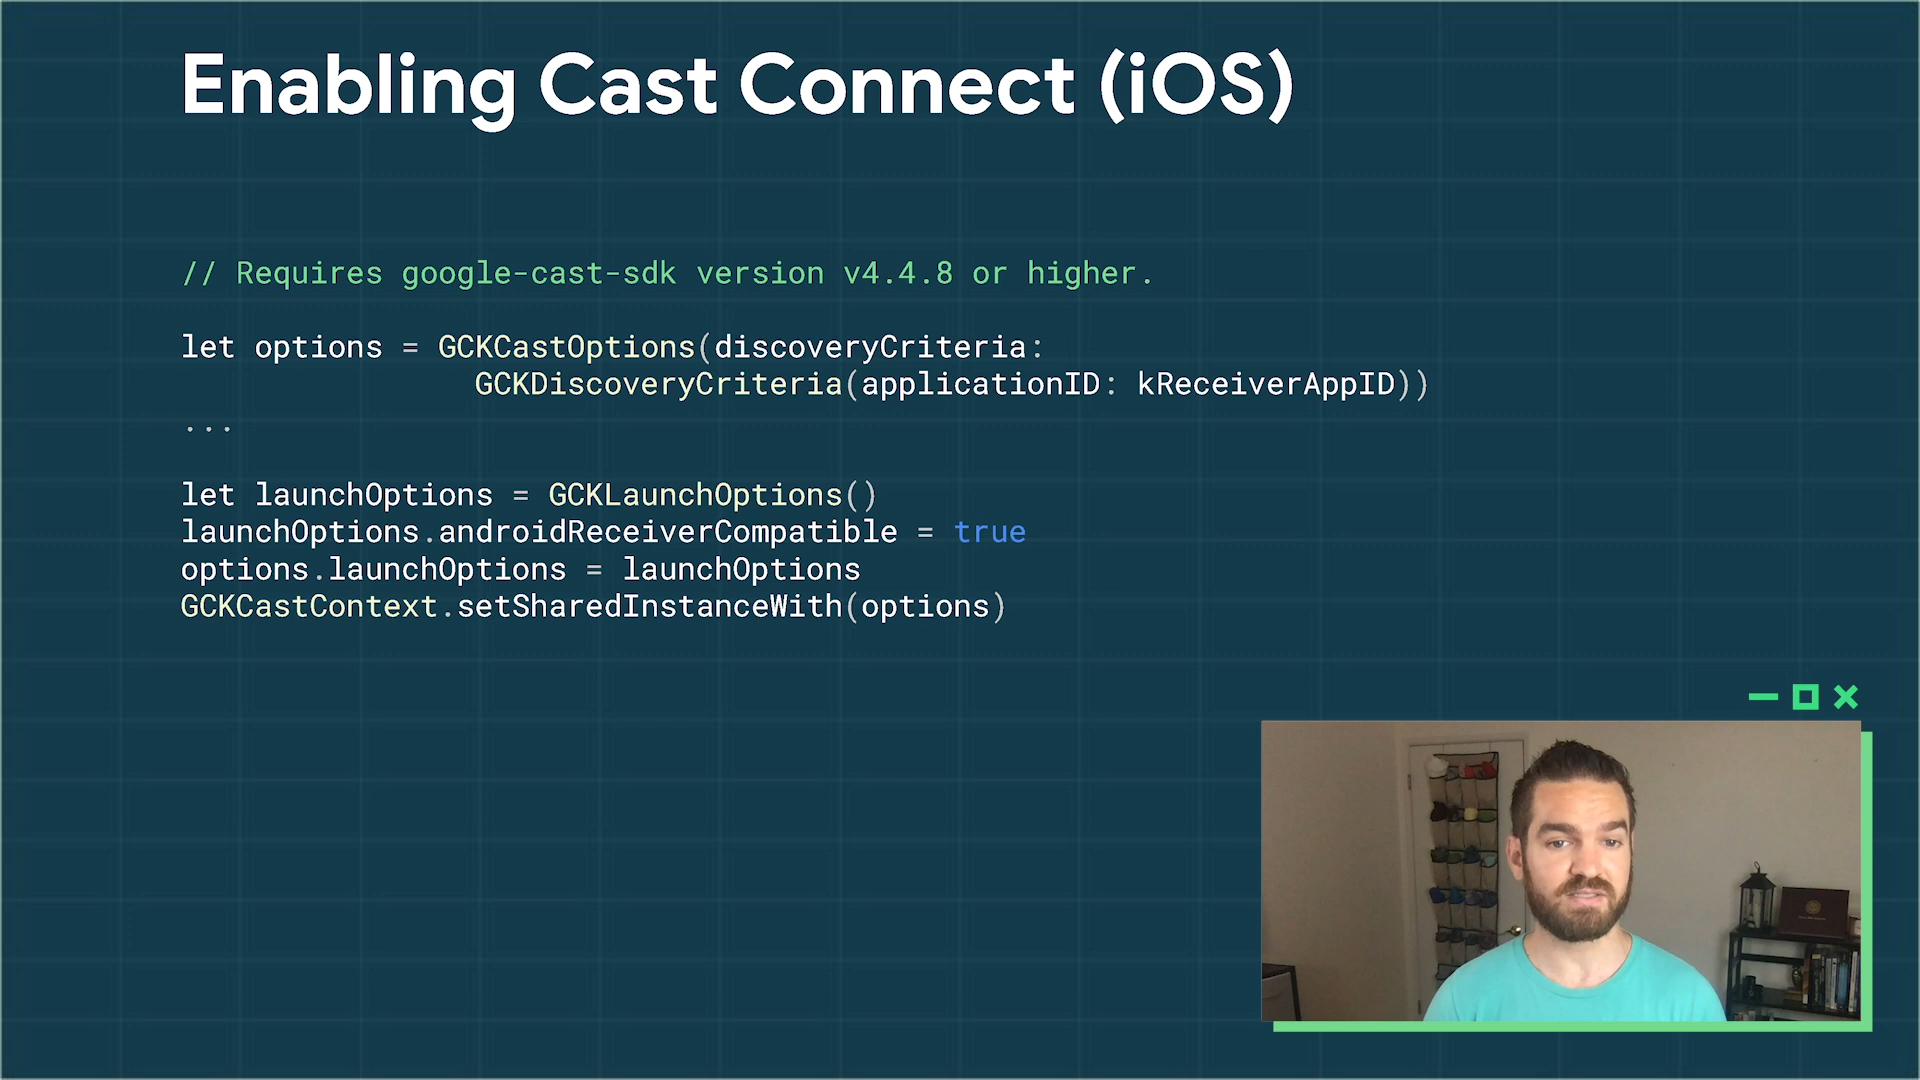 Enabling Cast Connect (iOS)
// Requires google-cast-sdk version v4.4.8 or higher.
let options = GCKCastOptions(discoveryCriteria:
GCKDiscoveryCriteria(applicationID: kReceiverAppID))
...
let launchOptions = GCKLaunchOptions()
launchOptions.androidReceiverCompatible = true
options.launchOptions = launchOptions
GCKCastContext.setSharedInstanceWith(options)